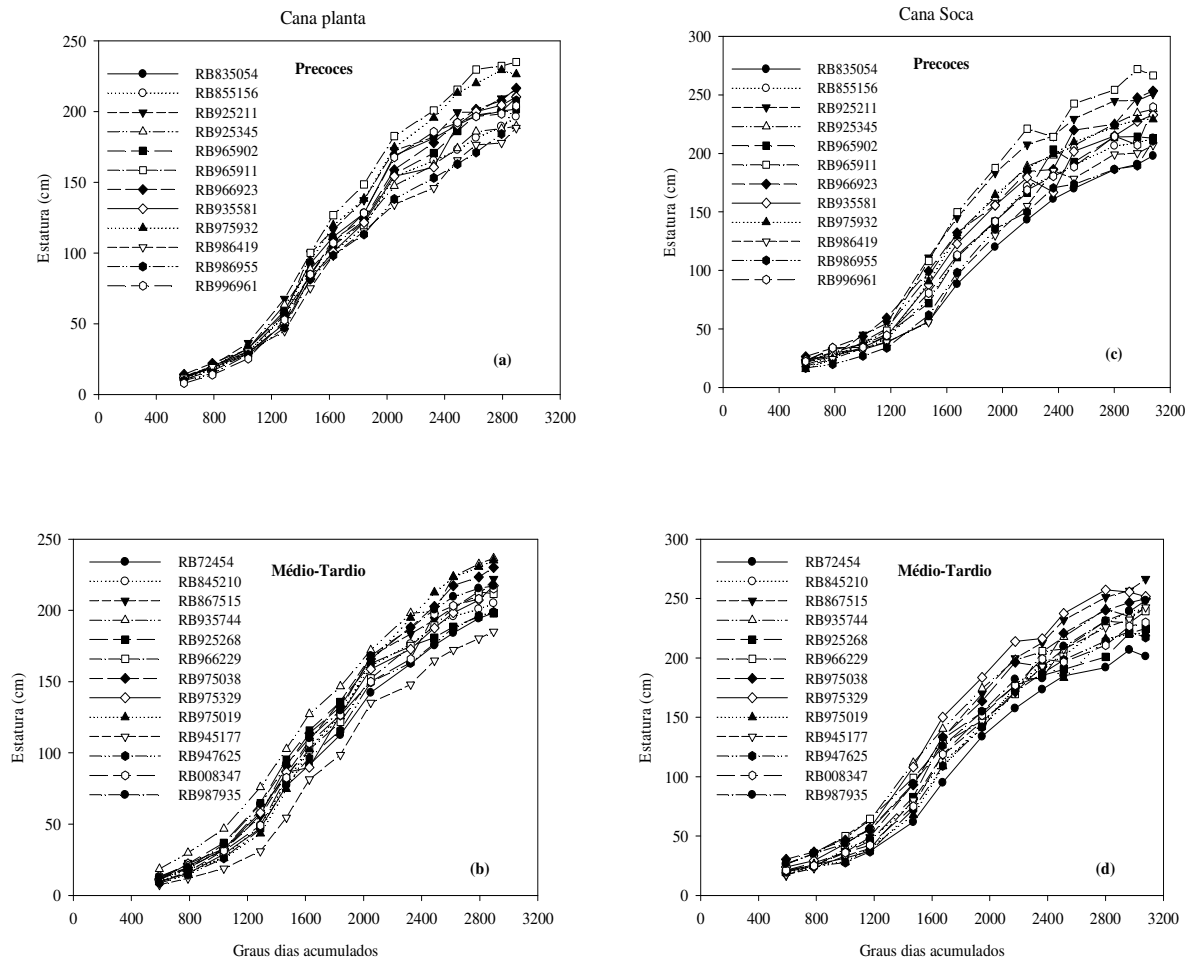 Cana planta
250
200
150
100
50
0
Estatura (cm)
Precoces
RB835054
RB855156
RB925211
RB925345
RB965902
RB965911
RB966923
RB935581
RB975932
RB986419
RB986955
RB996961
(a)
0 400 800 1200 1600 2000 2400 2800 3200
Cana Soca
300
250
200
150
100
50
0
Estatura (cm)
Precoces
RB835054
RB855156
RB925211
RB925345
RB965902
RB965911
RB966923
RB935581
RB975932
RB986419
RB986955
RB996961
(c)
0 400 800 1200 1600 2000 2400 2800 3200
250
200
150
100
50
0
Estatura (cm)
Médio-Tardio
RB72454
RB845210
RB867515
RB935744
RB925268
RB966229
RB975038
RB975329
RB975019
RB945177
RB947625
RB008347
RB987935
(b)
0 400 800 1200 1600 2000 2400 2800 3200
Graus dias acumulados
300
250
200
150
100
50
0
Estatura (cm)
Médio-Tardio
RB72454
RB845210
RB867515
RB935744
RB925268
RB966229
RB975038
RB975329
RB975019
RB945177
RB947625
RB008347
RB987935
(d)
0 400 800 1200 1600 2000 2400 2800 3200
Graus dias acumulados